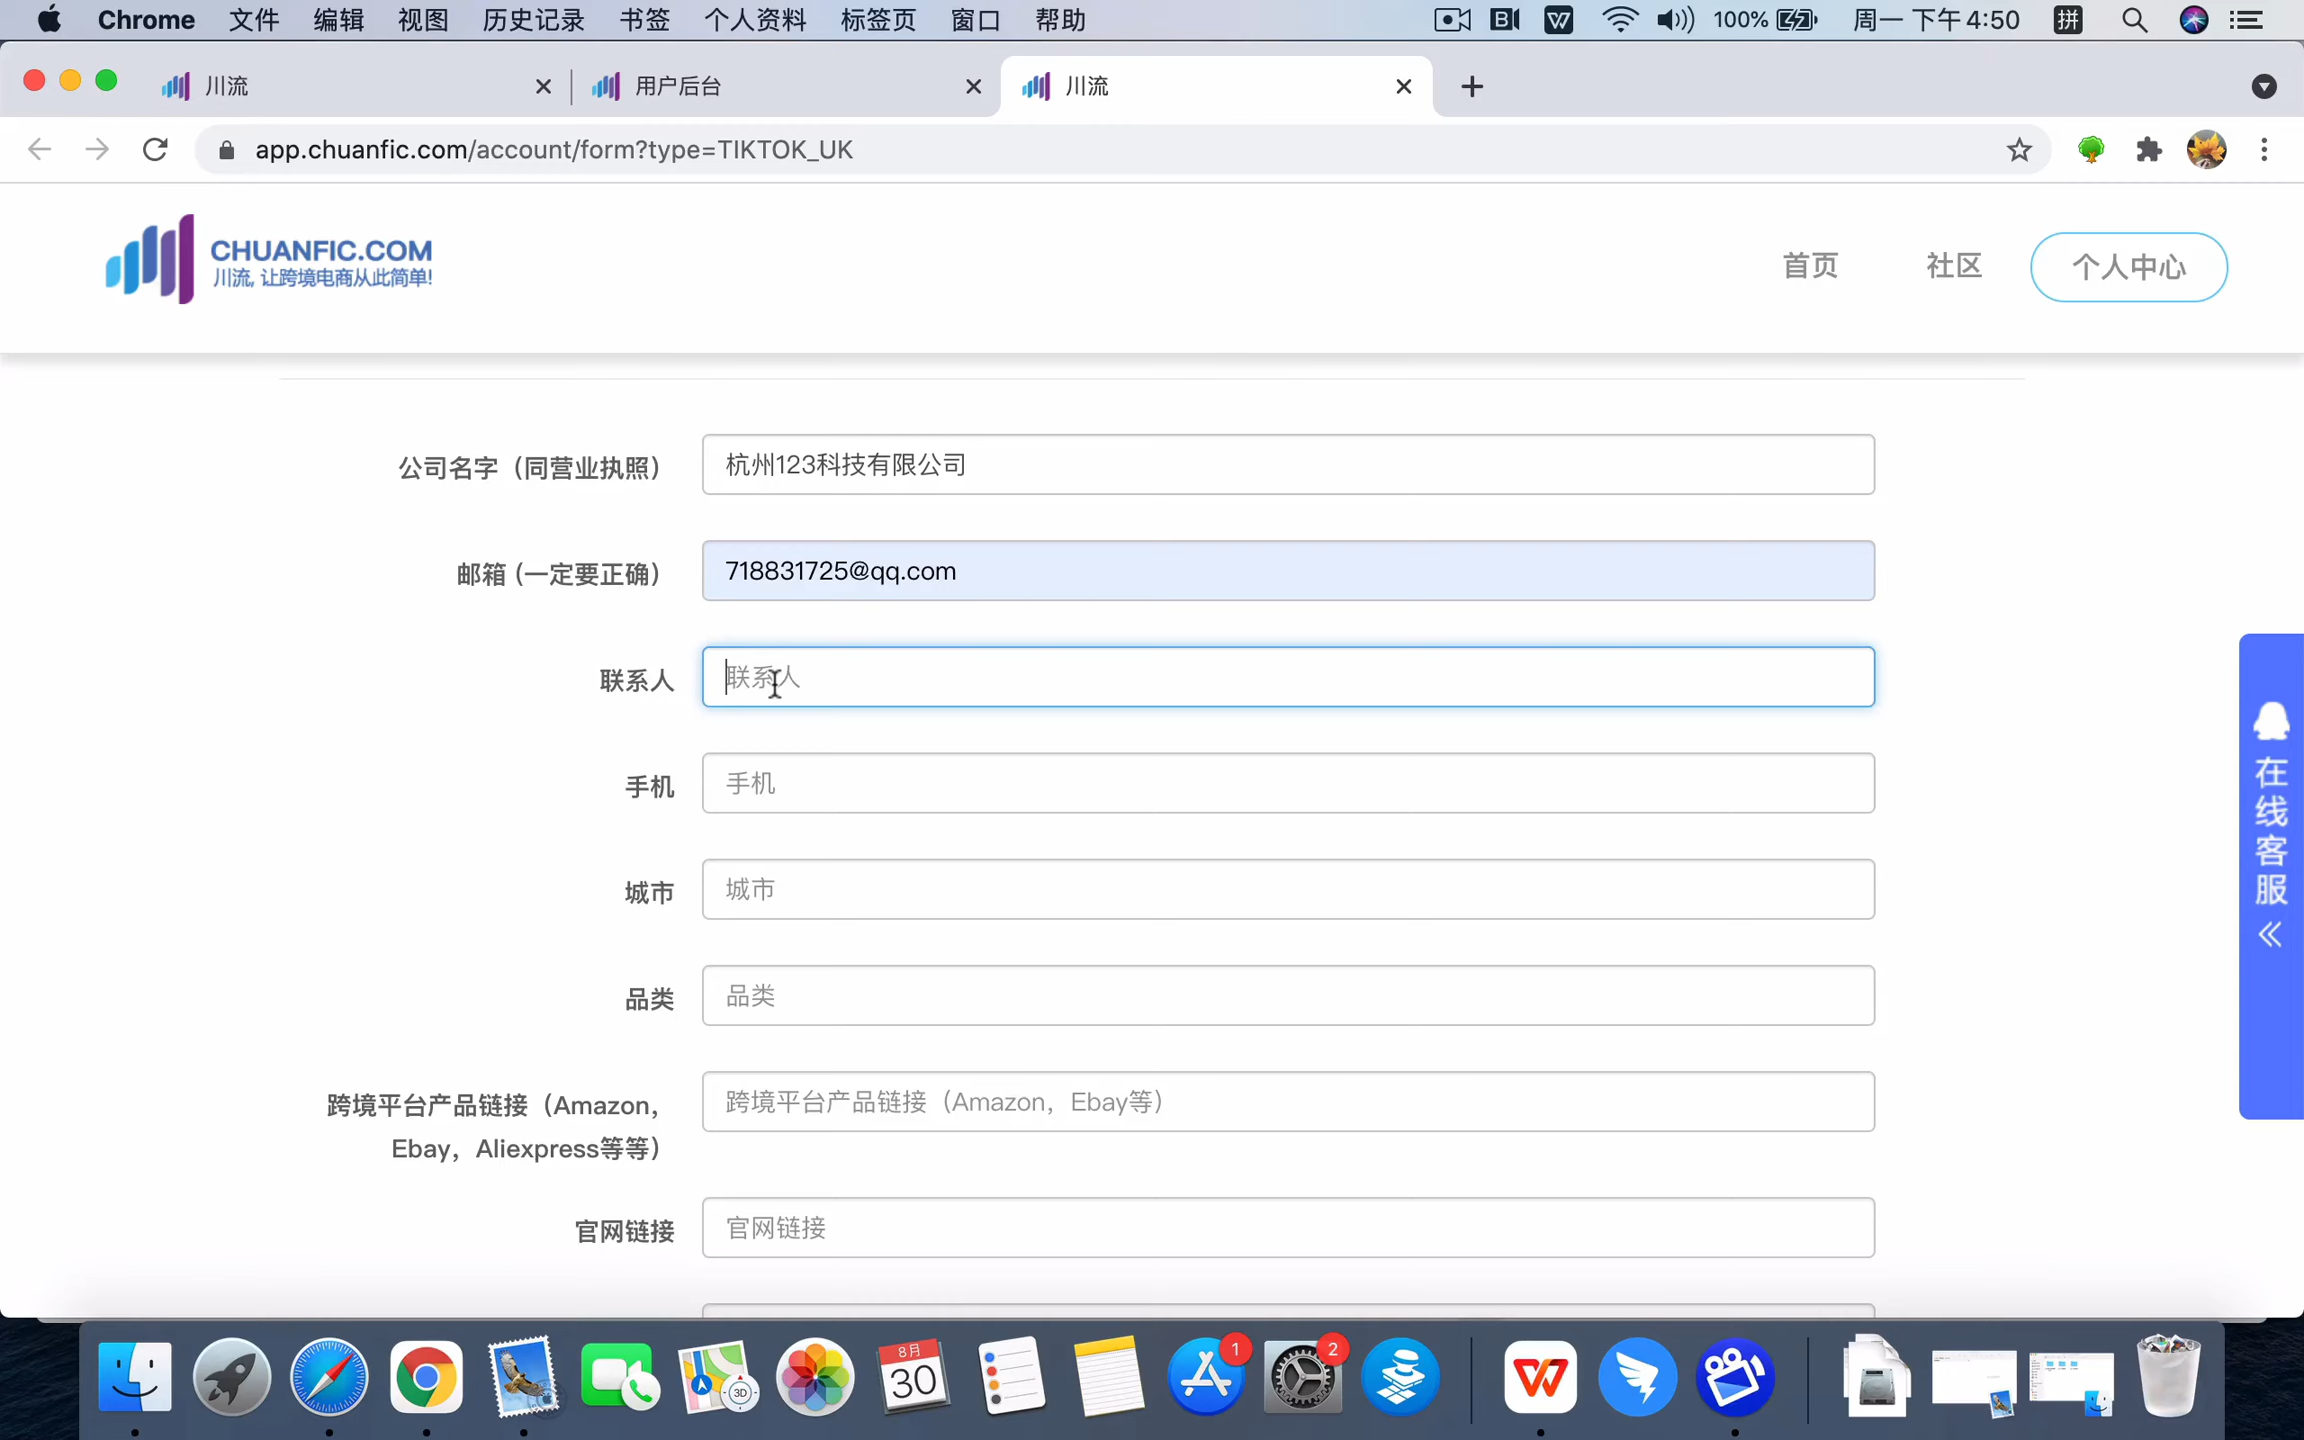 Chrome 文件 编辑 视图 历史记录 书签 个人资料 标签页 窗口 帮助 100% 周一 下午4:50 拼
川流 用户后台 川流
app.chuanfic.com/account/form?type=TIKTOK_UK
CHUANFIC.COM
川流, 让跨境电商从此简单!
首页 社区 个人中心
公司名字（同营业执照） 杭州123科技有限公司
邮箱 (一定要正确） 718831725@qq.com
联系人 联系人
手机 手机
城市 城市
品类 品类
跨境平台产品链接（Amazon， 跨境平台产品链接（Amazon，Ebay等）
Ebay，Aliexpress等等）
官网链接 官网链接
在线客服
8月
30
3D
1
2